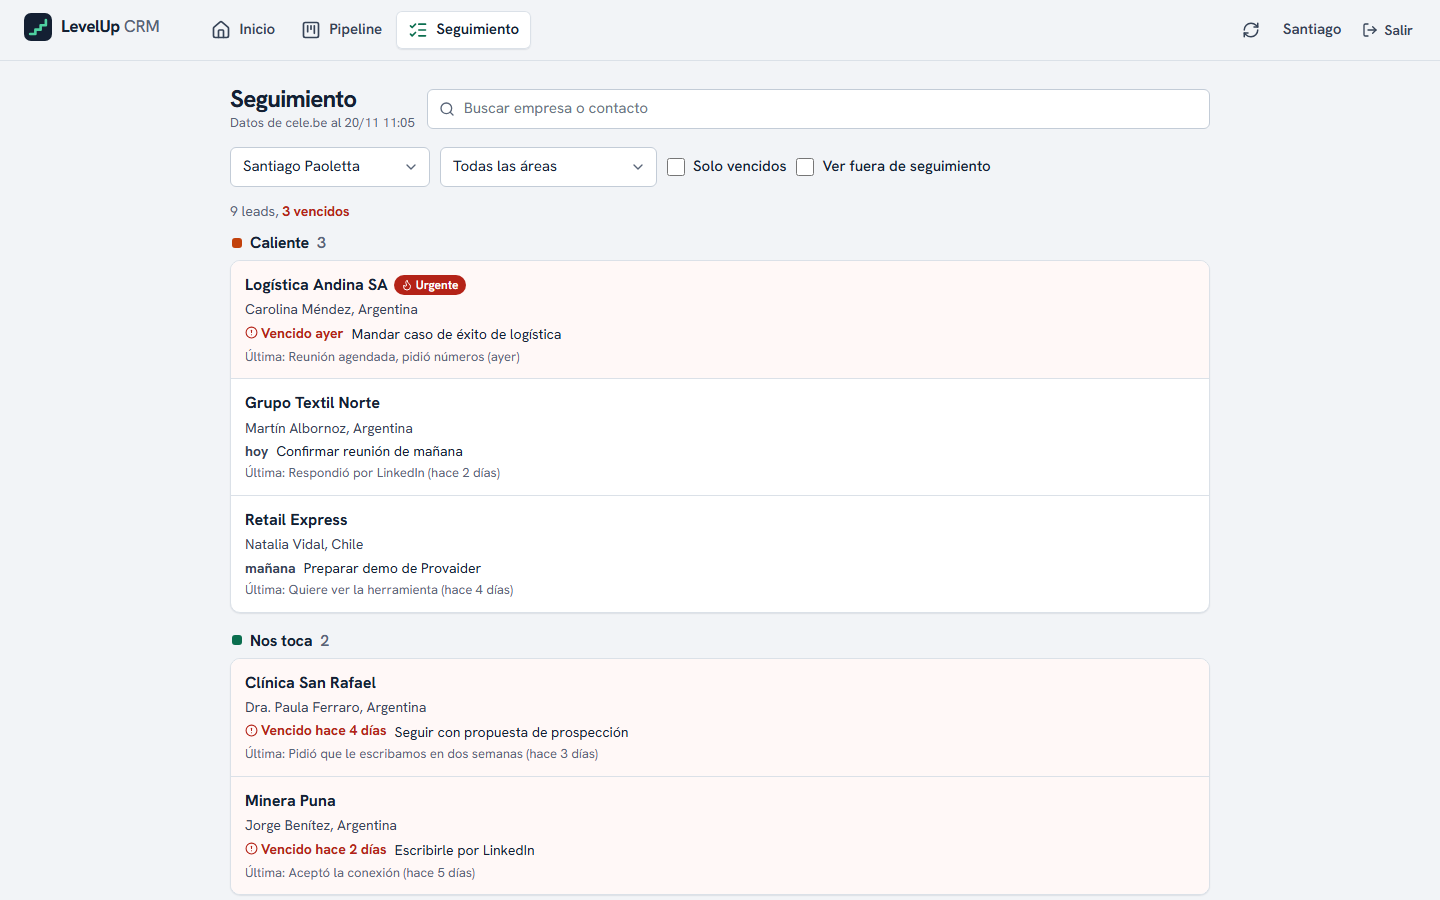 LevelUp CRM
Inicio
Pipeline
Seguimiento
Santiago
Salir
Seguimiento
Datos de cele.be al 20/11 11:05
Buscar empresa o contacto
Santiago Paoletta
Todas las áreas
Solo vencidos
Ver fuera de seguimiento
9 leads, 3 vencidos
Caliente 3
Logística Andina SA Urgente
Carolina Méndez, Argentina
Vencido ayer Mandar caso de éxito de logística
Última: Reunión agendada, pidió números (ayer)
Grupo Textil Norte
Martín Albornoz, Argentina
hoy Confirmar reunión de mañana
Última: Respondió por LinkedIn (hace 2 días)
Retail Express
Natalia Vidal, Chile
mañana Preparar demo de Provaider
Última: Quiere ver la herramienta (hace 4 días)
Nos toca 2
Clínica San Rafael
Dra. Paula Ferraro, Argentina
Vencido hace 4 días Seguir con propuesta de prospección
Última: Pidió que le escribamos en dos semanas (hace 3 días)
Minera Puna
Jorge Benítez, Argentina
Vencido hace 2 días Escribirle por LinkedIn
Última: Aceptó la conexión (hace 5 días)